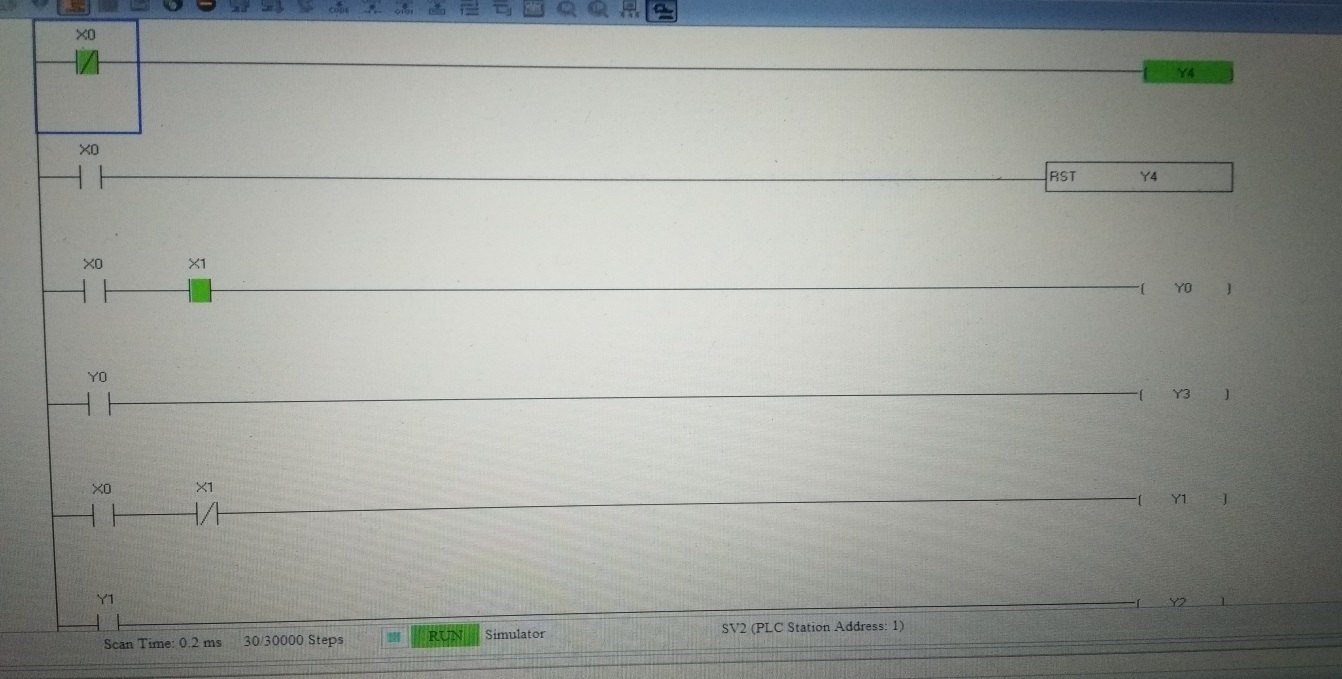 X0
Y4
X0
RST Y4
X0 X1
Y0
Y0
Y3
X0 X1
Y1
Y1
Y2
Scan Time: 0.2 ms 30/30000 Steps RUN Simulator SV2 (PLC Station Address: 1)